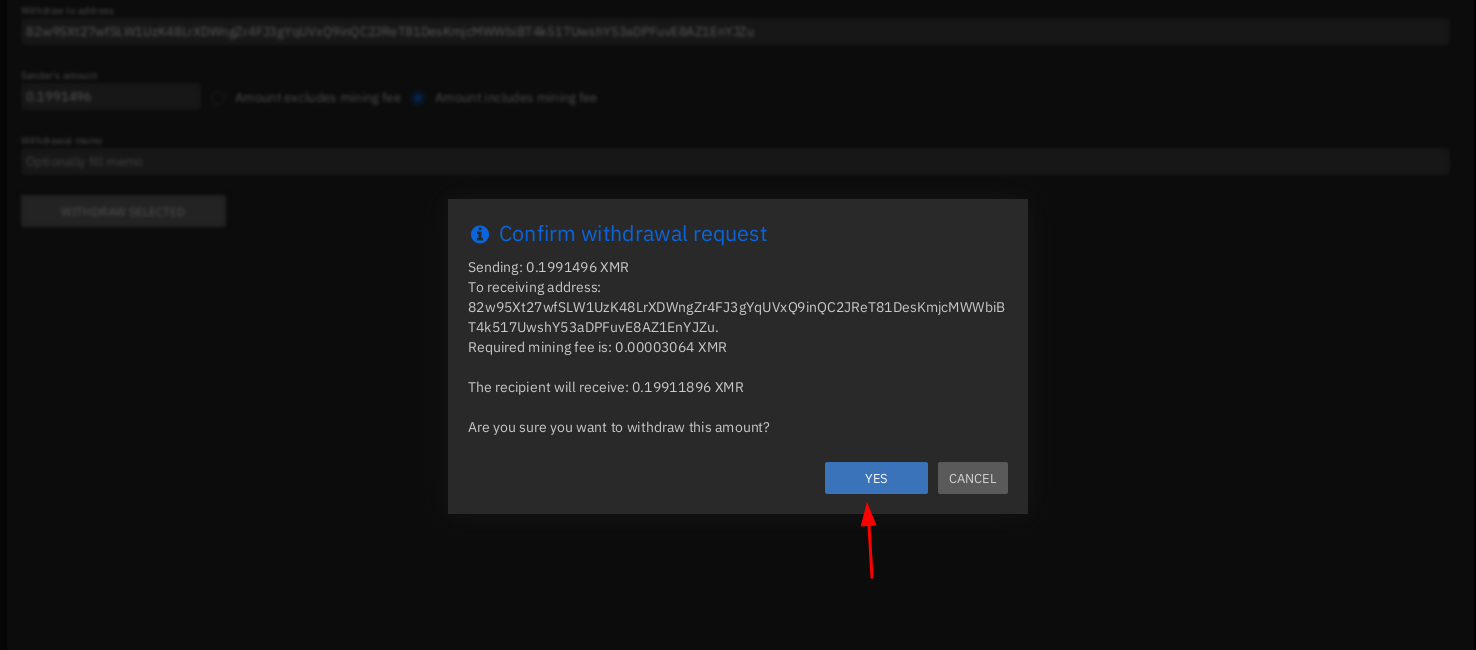 Withdraw to address
82w95Xt27wfSLW1UzK48LrXDWngZr4FJ3gYqUVxQ9inQC2JReT81DesKmjcMWWbiBT4k517UwshY53aDPFuvE8AZ1EnYJZu
Sender's amount
0.1991496 Amount excludes mining fee Amount includes mining fee
Withdrawal memo
Optionally fill memo
WITHDRAW SELECTED
Confirm withdrawal request
Sending: 0.1991496 XMR
To receiving address:
82w95Xt27wfSLW1UzK48LrXDWngZr4FJ3gYqUVxQ9inQC2JReT81DesKmjcMWWbiB
T4k517UwshY53aDPFuvE8AZ1EnYJZu.
Required mining fee is: 0.00003064 XMR
The recipient will receive: 0.19911896 XMR
Are you sure you want to withdraw this amount?
YES CANCEL